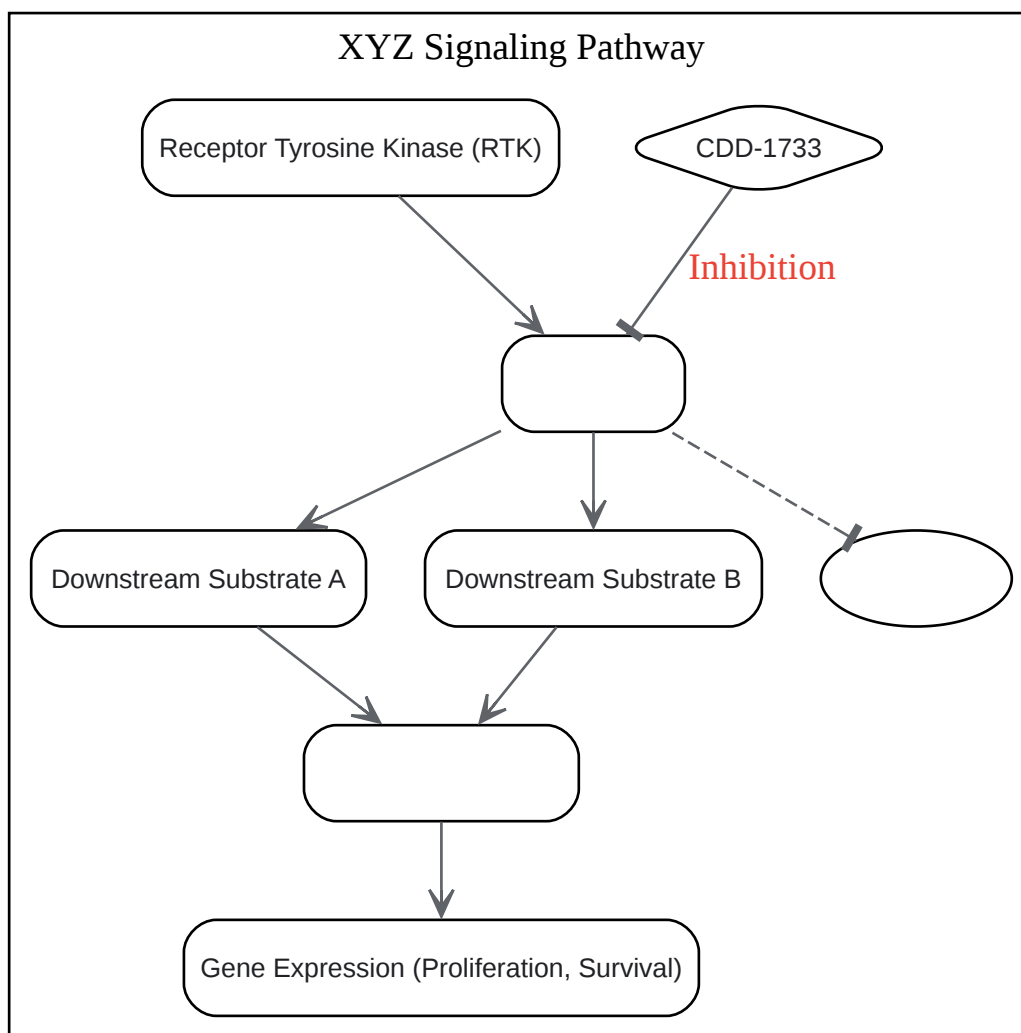 XYZ Signaling Pathway
Receptor Tyrosine Kinase (RTK)
CDD-1733
Inhibition
Downstream Substrate A
Downstream Substrate B
Gene Expression (Proliferation, Survival)